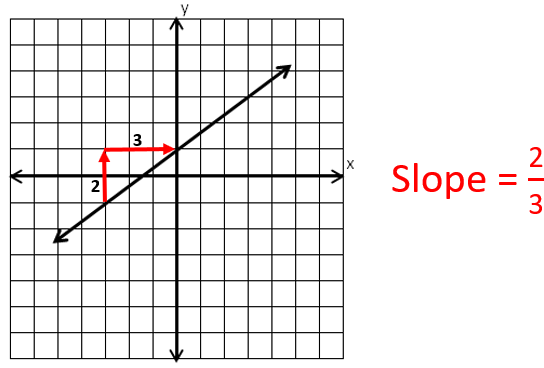 y
3
x
2
Slope = 2/3